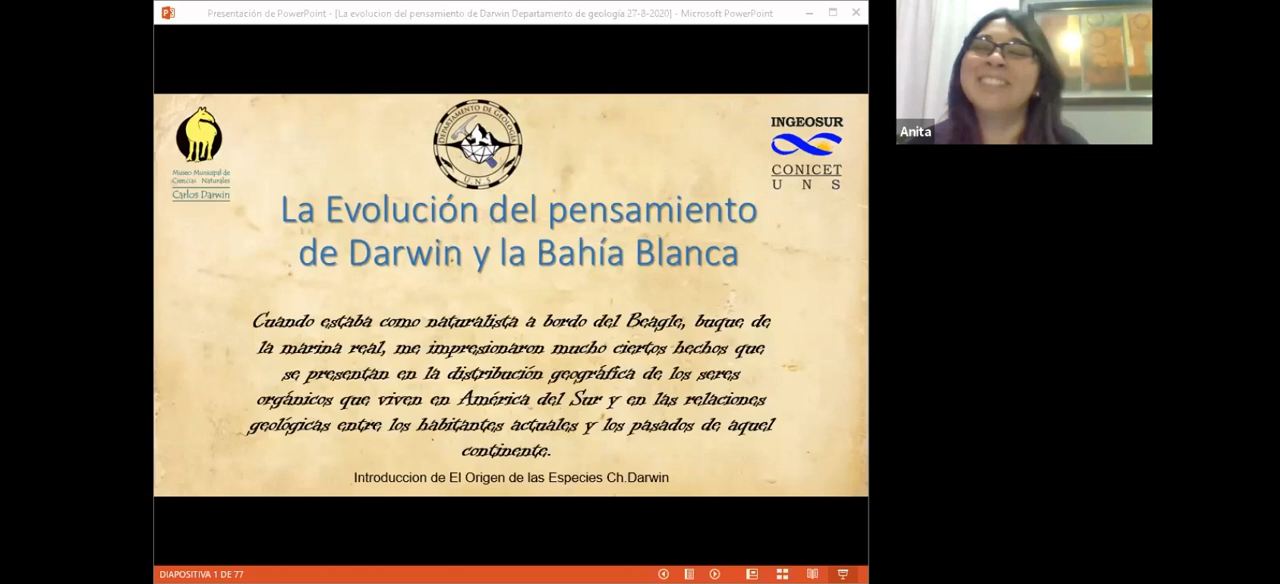 Presentación de PowerPoint - [La evolucion del pensamiento de Darwin Departamento de geología 27-8-2020] - Microsoft PowerPoint
Museo Municipal de
Ciencias Naturales
Carlos Darwin
DEPARTAMENTO DE GEOLOGÍA
U N S
INGEOSUR
CONICET
U N S
La Evolución del pensamiento
de Darwin y la Bahía Blanca
Cuando estaba como naturalista a bordo del Beagle, buque de
la marina real, me impresionaron mucho ciertos hechos que
se presentan en la distribución geográfica de los seres
orgánicos que viven en América del Sur y en las relaciones
geológicas entre los habitantes actuales y los pasados de aquel
continente.
Introduccion de El Origen de las Especies Ch.Darwin
DIAPOSITIVA 1 DE 77
Anita